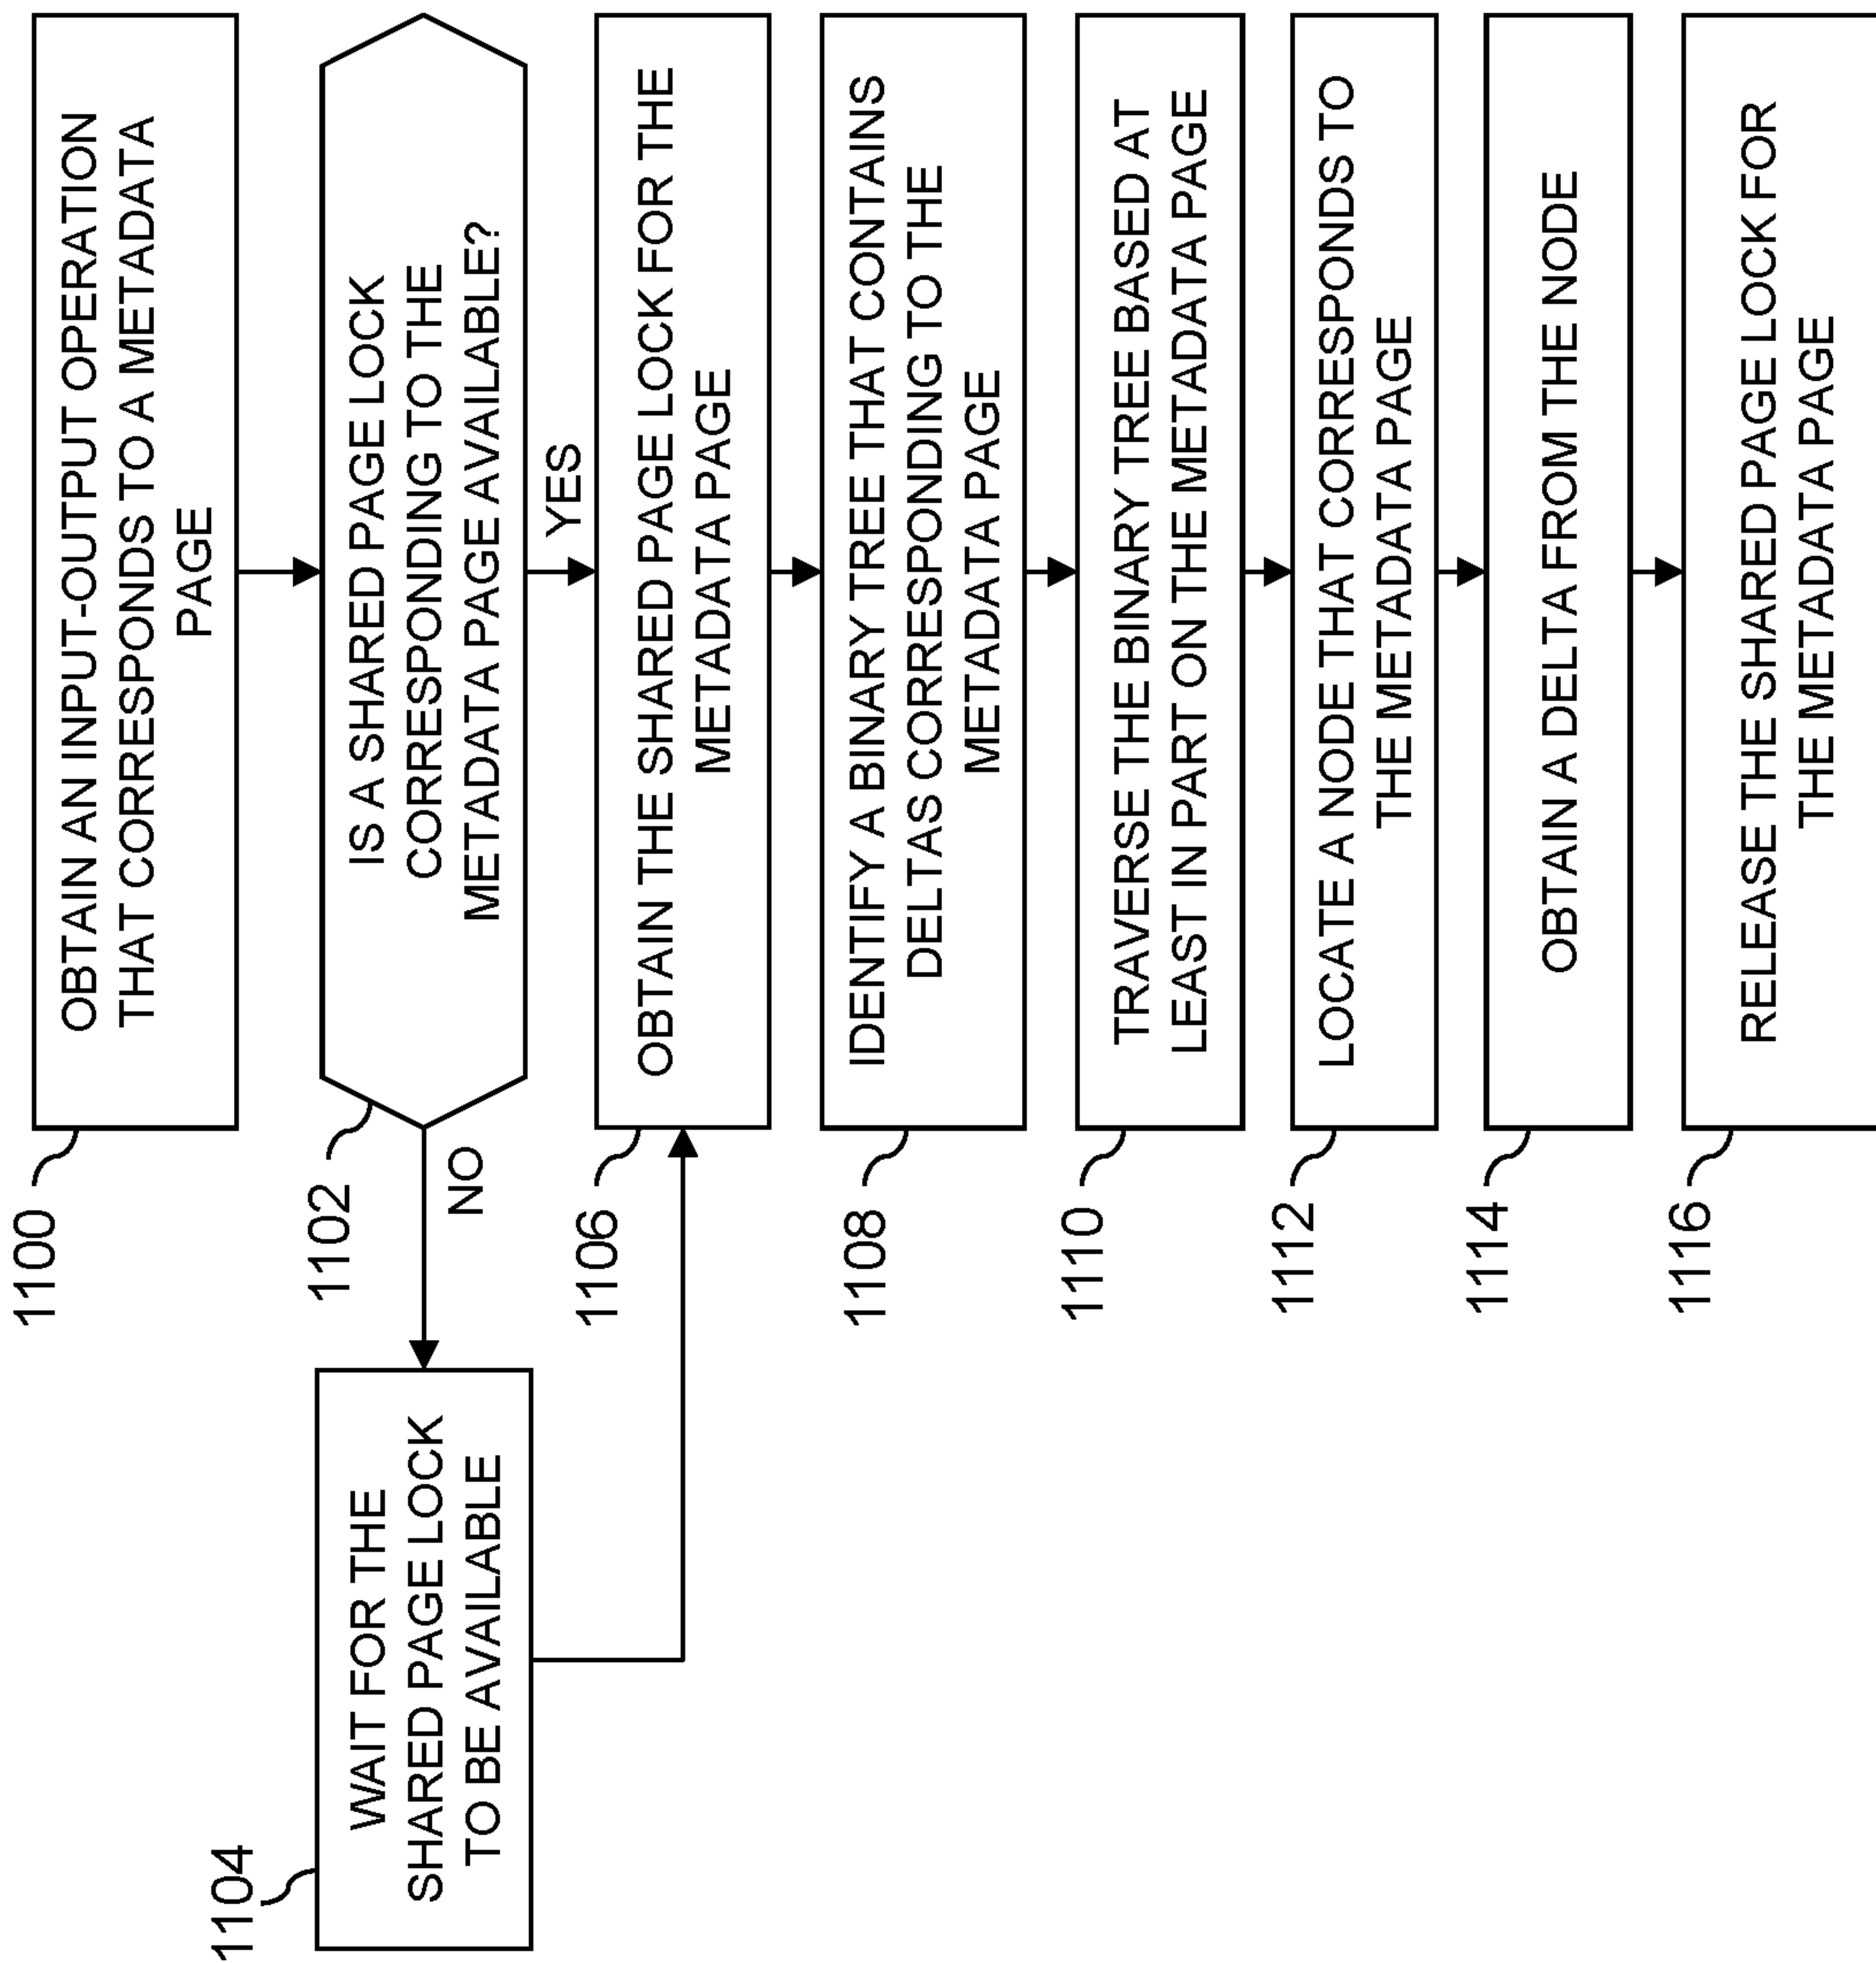 1100
OBTAIN AN INPUT-OUTPUT OPERATION
THAT CORRESPONDS TO A METADATA
PAGE
1102
IS A SHARED PAGE LOCK
CORRESPONDING TO THE
METADATA PAGE AVAILABLE?
NO
YES
1104
WAIT FOR THE
SHARED PAGE LOCK
TO BE AVAILABLE
1106
OBTAIN THE SHARED PAGE LOCK FOR THE
METADATA PAGE
1108
IDENTIFY A BINARY TREE THAT CONTAINS
DELTAS CORRESPONDING TO THE
METADATA PAGE
1110
TRAVERSE THE BINARY TREE BASED AT
LEAST IN PART ON THE METADATA PAGE
1112
LOCATE A NODE THAT CORRESPONDS TO
THE METADATA PAGE
1114
OBTAIN A DELTA FROM THE NODE
1116
RELEASE THE SHARED PAGE LOCK FOR
THE METADATA PAGE